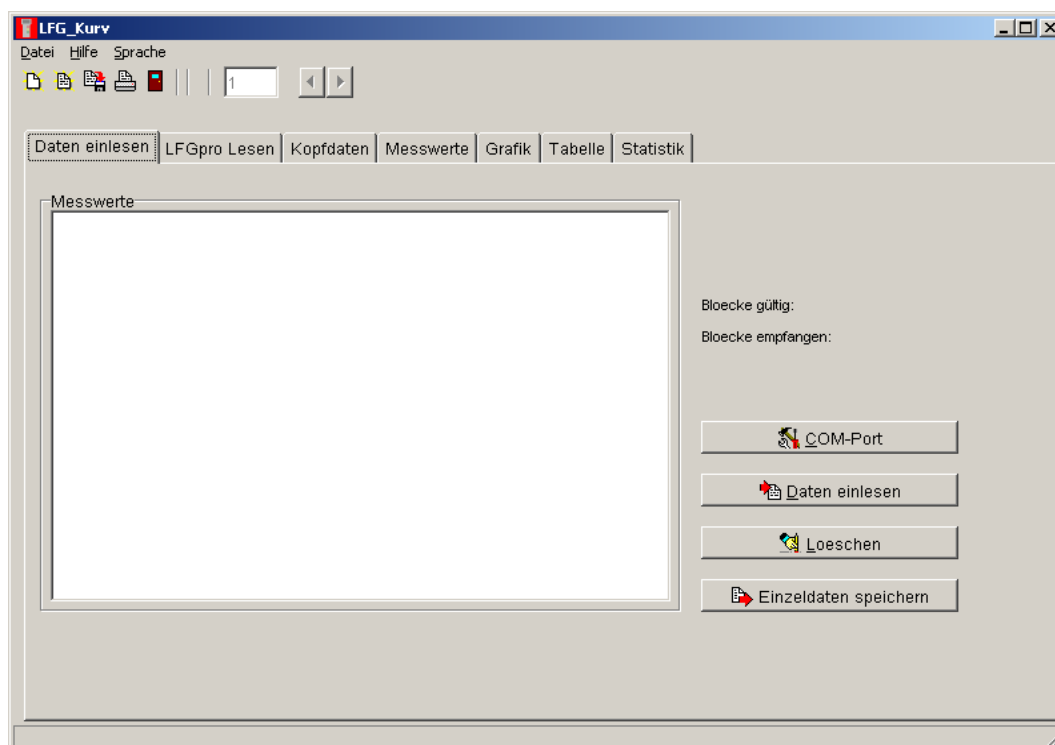 LFG_Kurv
Datei Hilfe Sprache
1
Daten einlesen LFGpro Lesen Kopfdaten Messwerte Grafik Tabelle Statistik
Messwerte
Bloecke gültig:
Bloecke empfangen:
COM-Port
Daten einlesen
Loeschen
Einzeldaten speichern